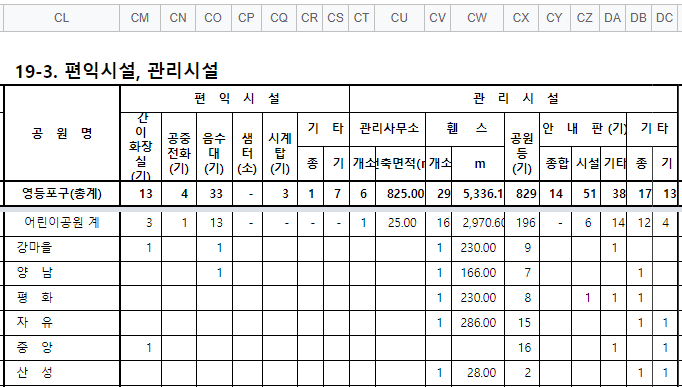 CL CM CN CO CP CQ CR CS CT CU CV CW CX CY CZ DA DB DC
19-3. 편익시설, 관리시설
공 원 명 편 익 시 설 관 리 시 설
간이화장실(기) 공중전화(기) 음수대(기) 샘터(소) 시계탑(기) 기 타 관리사무소 휀 스 공원등(기) 안 내 판 (기) 기 타
종 기 개소 개소 m 종합 시설 기타 종 기
영등포구(총계) 13 4 33 - 3 1 7 6 825.00 29 5,336.1 829 14 51 38 17 13
어린이공원 계 3 1 13 - - - - 1 25.00 16 2,970.60 196 - 6 14 12 4
강마을 1 1 1 230.00 9 1
양 남 1 1 166.00 7 1
평 화 1 230.00 8 1 1 1
자 유 1 286.00 15 1 1
중 앙 1 16 1 1
산 성 1 28.00 2 1 1